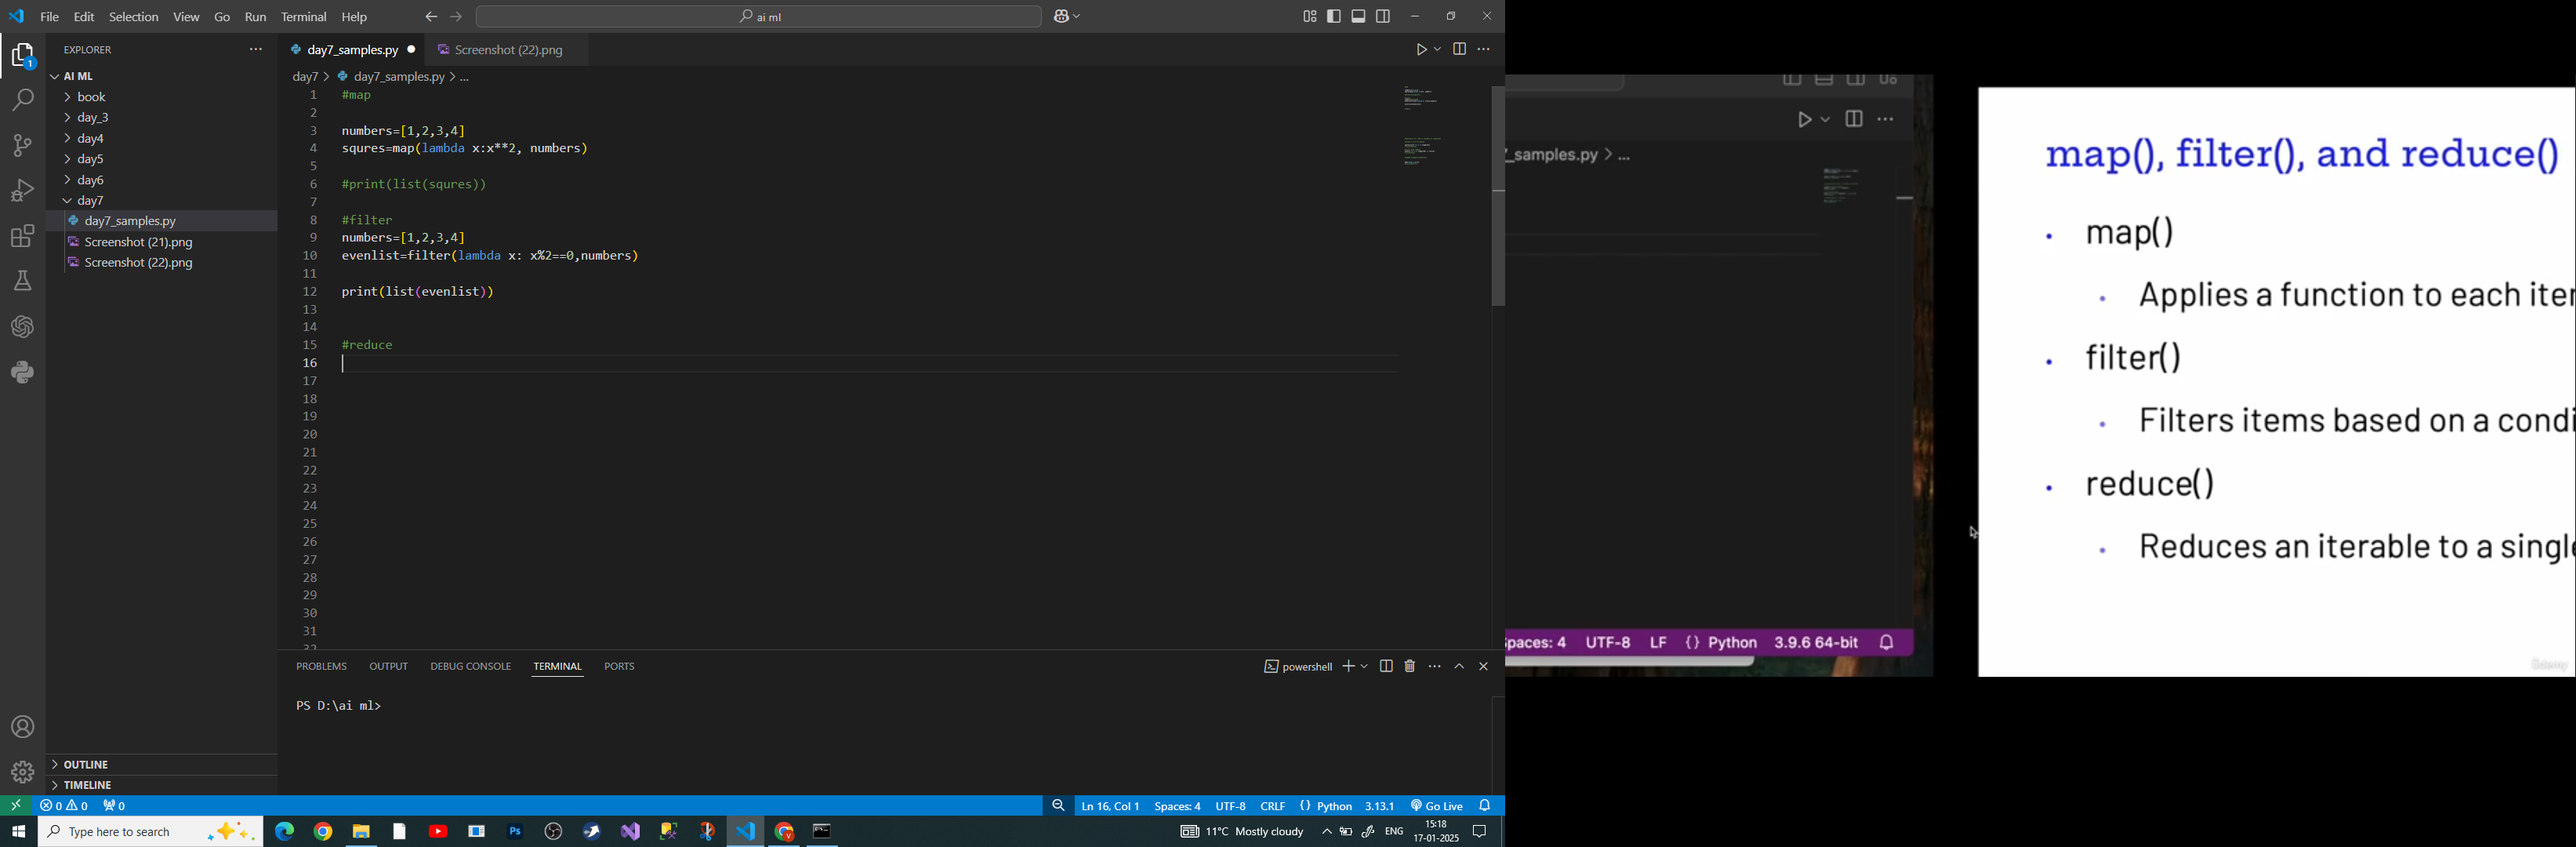 File Edit Selection View Go Run Terminal Help
ai ml
EXPLORER
AI ML
book
day_3
day4
day5
day6
day7
day7_samples.py
Screenshot (21).png
Screenshot (22).png
OUTLINE
TIMELINE
day7_samples.py
Screenshot (22).png
day7 > day7_samples.py > ...
1 #map
2
3 numbers=[1,2,3,4]
4 squres=map(lambda x:x**2, numbers)
5
6 #print(list(squres))
7
8 #filter
9 numbers=[1,2,3,4]
10 evenlist=filter(lambda x: x%2==0,numbers)
11
12 print(list(evenlist))
13
14
15 #reduce
16
17
18
19
20
21
22
23
24
25
26
27
28
29
30
31
PROBLEMS OUTPUT DEBUG CONSOLE TERMINAL PORTS
powershell
PS D:\ai ml>
0 0 0
Ln 16, Col 1 Spaces: 4 UTF-8 CRLF {} Python 3.13.1 Go Live
Type here to search
11°C Mostly cloudy
ENG
15:18
17-01-2025
_samples.py > ...
paces: 4 UTF-8 LF {} Python 3.9.6 64-bit
map(), filter(), and reduce()
• map()
• Applies a function to each iter
• filter()
• Filters items based on a condi
• reduce()
• Reduces an iterable to a single
Udemy